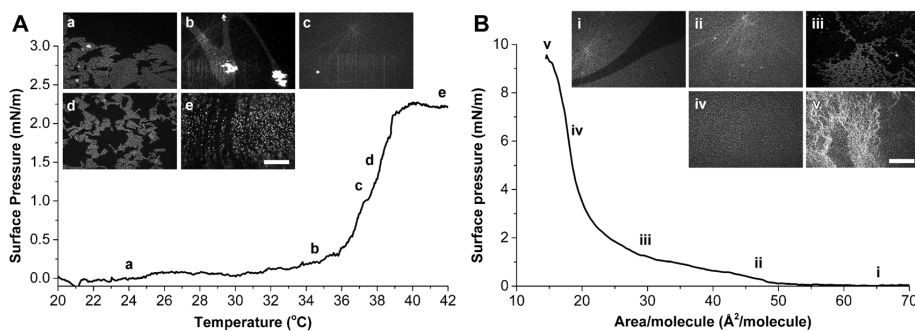 A
a
b
c
d
e
Surface Pressure (mN/m)
3.0
2.5
2.0
1.5
1.0
0.5
0.0
e
d
c
b
a
20 22 24 26 28 30 32 34 36 38 40 42
Temperature (°C)
B
i
ii
iii
iv
v
Surface pressure (mN/m)
10
8
6
4
2
0
v
iv
iii
ii
i
10 20 30 40 50 60 70
Area/molecule (Å²/molecule)